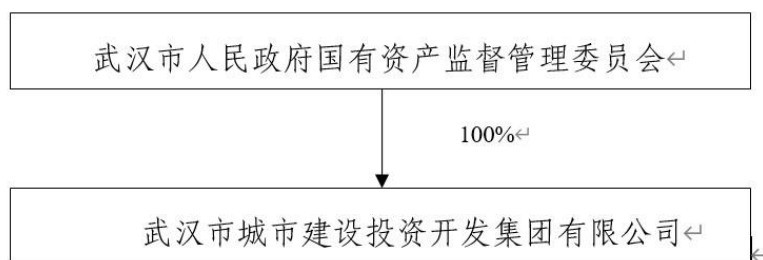 武汉市人民政府国有资产监督管理委员会
100%
武汉市城市建设投资开发集团有限公司